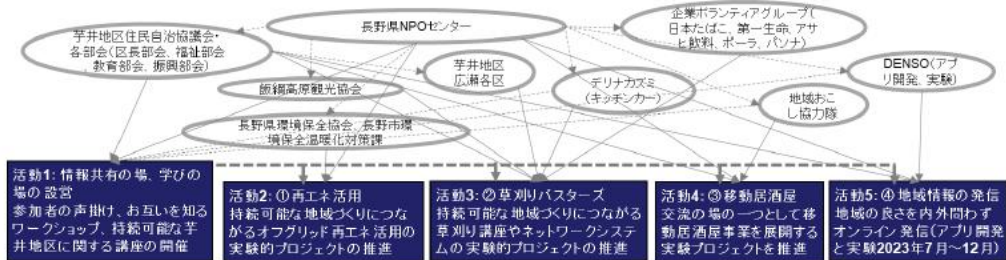 長野県NPOセンター
企業ボランティアグループ(
日本たばこ、第一生命、アサ
ヒ飲料、ポーラ、パソナ)
芋井地区住民自治協議会・
各部会(区長部会、福祉部会
、教育部会、振興部会)
芋井地区
広瀬各区
DENSO(アプ
リ開発、実験)
飯綱高原観光協会
デリナカズミ
(キッチンカー)
地域おこ
し協力隊
長野県環境保全協会、長野市環
境保全温暖化対策課
活動1: 情報共有の場、学びの
場の設営
参加者の声掛け、お互いを知る
ワークショップ、持続可能な芋
井地区に関する講座の開催
活動2: ①再エネ活用
持続可能な地域づくりにつな
がるオフグリッド再エネ活用の
実験的プロジェクトの推進
活動3: ②草刈りバスターズ
持続可能な地域づくりにつながる
草刈り講座やネットワークシステ
ムの実験的プロジェクトの推進
活動4: ③移動居酒屋
交流の場の一つとして移
動居酒屋事業を展開する
実験プロジェクトを推進
活動5: ④地域情報の発信
地域の良さを内外問わず
オンライン発信(アプリ開発
と実験2023年7月～12月)